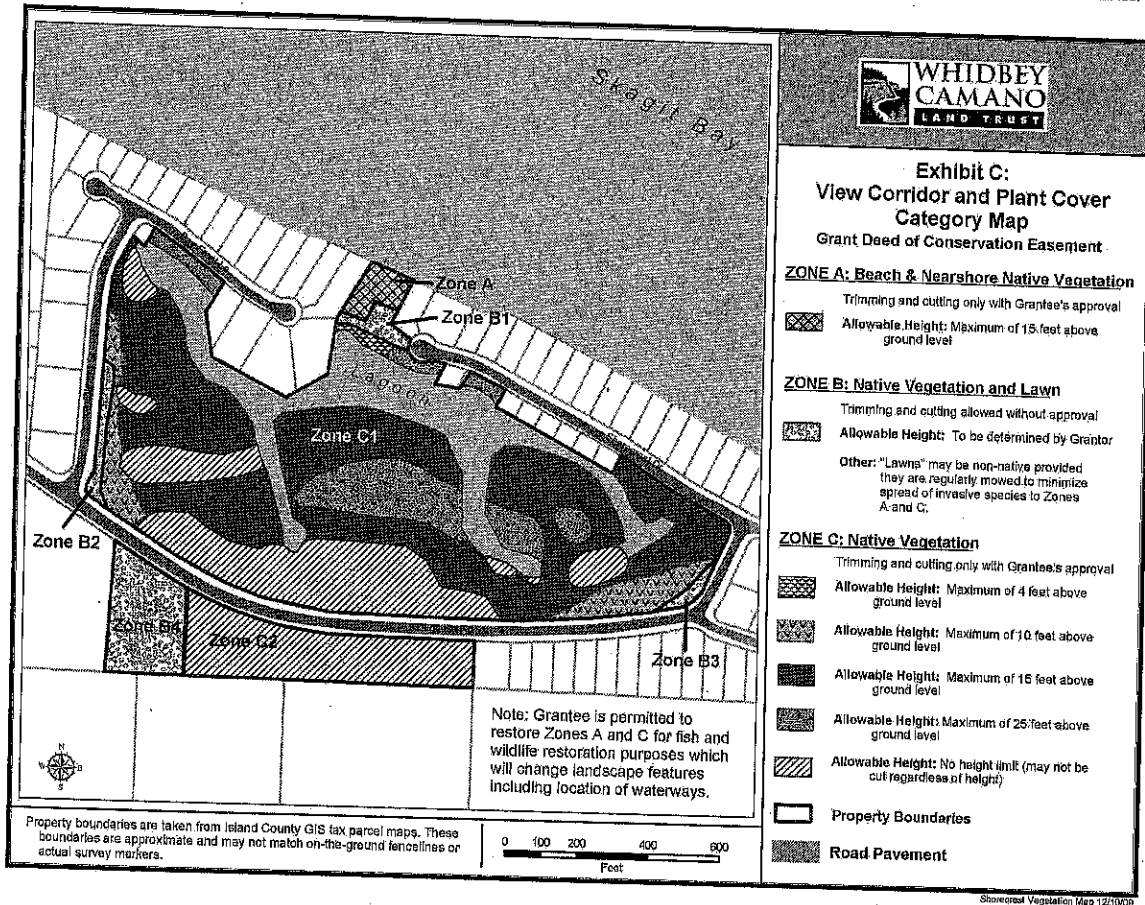 Skagit Bay
Zone A
Zone B1
Lagoon
Zone C1
Zone B2
Zone B4
Zone C2
Zone B3
N
S
Note: Grantee is permitted to
restore Zones A and C for fish and
wildlife restoration purposes which
will change landscape features
including location of waterways.
Property boundaries are taken from Island County GIS tax parcel maps. These
boundaries are approximate and may not match on-the-ground fencelines or
actual survey markers.
0 100 200 400 600
Feet
WHIDBEY
CAMANO
LAND TRUST
Exhibit C:
View Corridor and Plant Cover
Category Map
Grant Deed of Conservation Easement
ZONE A: Beach & Nearshore Native Vegetation
Trimming and cutting only with Grantee's approval
Allowable Height: Maximum of 15 feet above
ground level
ZONE B: Native Vegetation and Lawn
Trimming and cutting allowed without approval
Allowable Height: To be determined by Grantor
Other: "Lawns" may be non-native provided
they are regularly mowed to minimize
spread of invasive species to Zones
A and C.
ZONE C: Native Vegetation
Trimming and cutting only with Grantee's approval
Allowable Height: Maximum of 4 feet above
ground level
Allowable Height: Maximum of 10 feet above
ground level
Allowable Height: Maximum of 15 feet above
ground level
Allowable Height: Maximum of 25 feet above
ground level
Allowable Height: No height limit (may not be
cut regardless of height)
Property Boundaries
Road Pavement
Shorecrest Vegetation Map 12/10/09